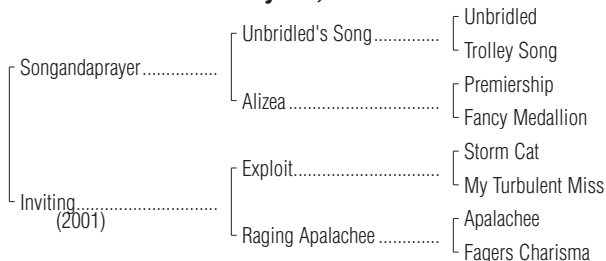 Unbridled
Unbridled's Song..............
Trolley Song
Songandaprayer................
Premiership
Alizea .................................
Fancy Medallion
Storm Cat
Exploit................................
My Turbulent Miss
Inviting..............................
(2001)
Apalachee
Raging Apalachee .............
Fagers Charisma